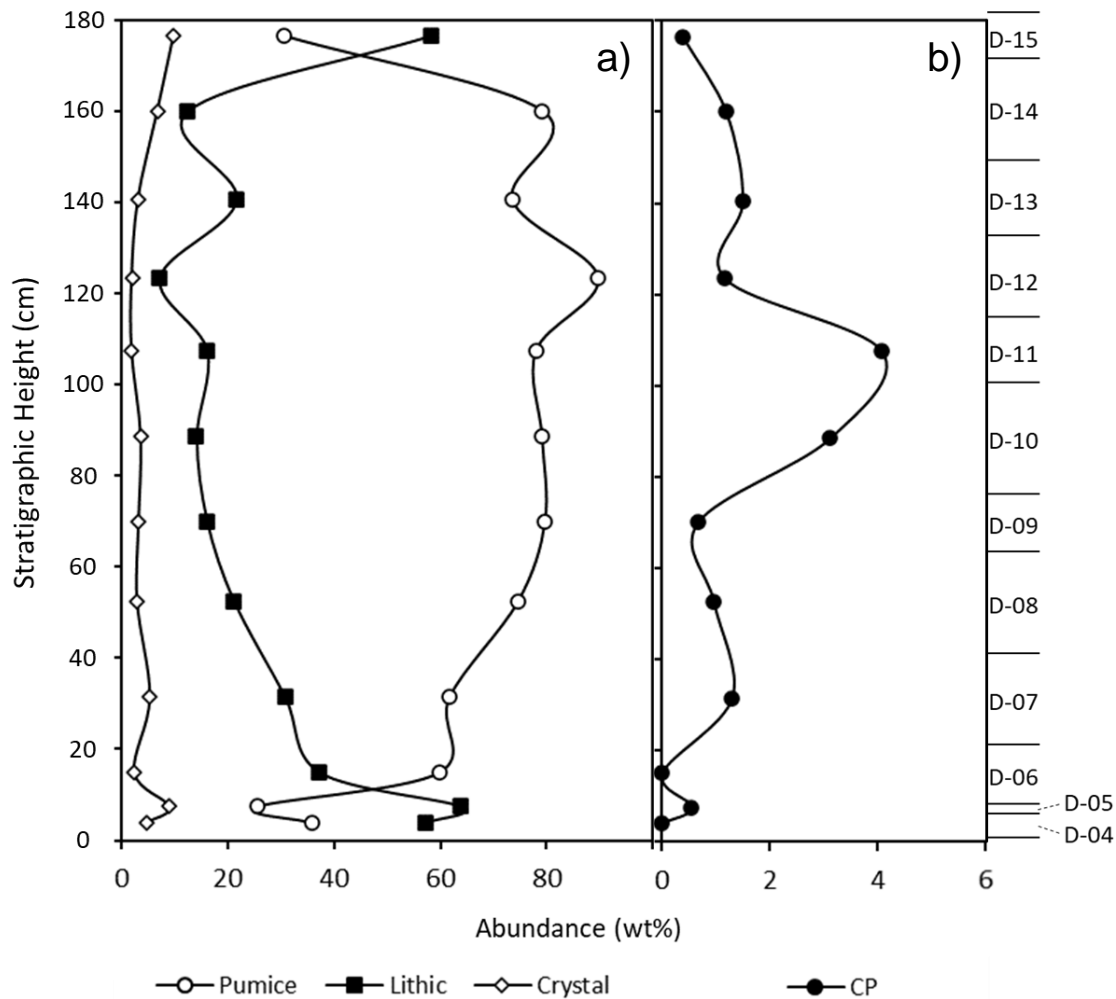 a)
b)
180
160
140
120
100
80
60
40
20
0
Stratigraphic Height (cm)
0 20 40 60 80
0 2 4 6
Abundance (wt%)
D-15
D-14
D-13
D-12
D-11
D-10
D-09
D-08
D-07
D-06
D-05
D-04
Pumice Lithic Crystal CP